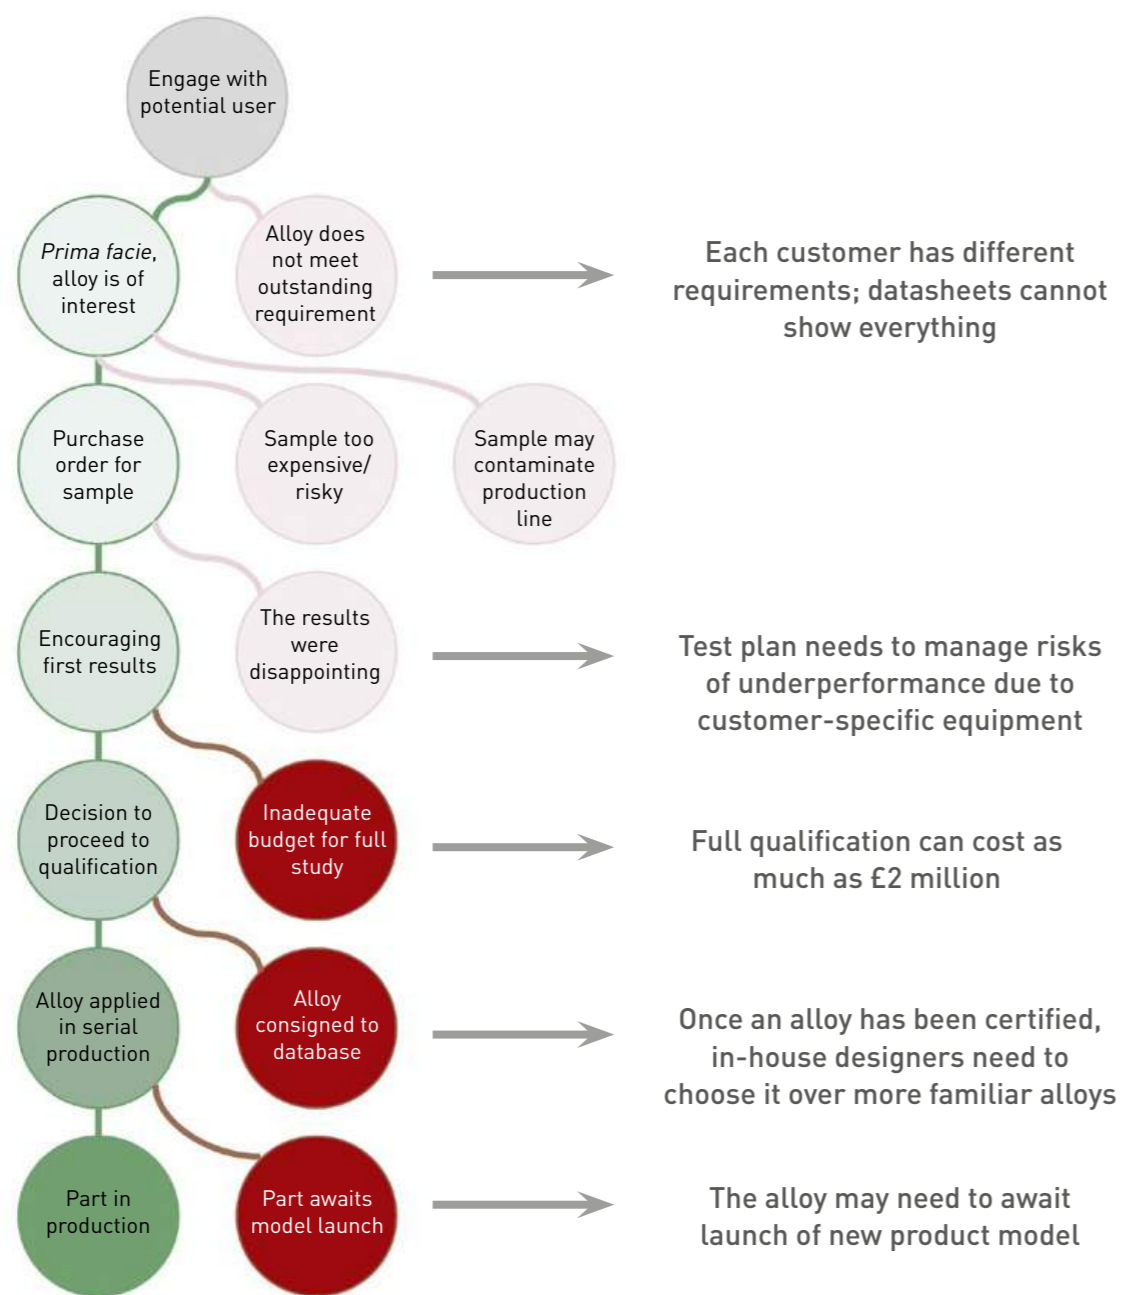 Engage with
potential user
Prima facie,
alloy is of
interest
Alloy does
not meet
outstanding
requirement
Each customer has different
requirements; datasheets cannot
show everything
Purchase
order for
sample
Sample too
expensive/
risky
Sample may
contaminate
production
line
Encouraging
first results
The results
were
disappointing
Test plan needs to manage risks
of underperformance due to
customer-specific equipment
Decision to
proceed to
qualification
Inadequate
budget for full
study
Full qualification can cost as
much as £2 million
Alloy applied
in serial
production
Alloy
consigned to
database
Once an alloy has been certified,
in-house designers need to
choose it over more familiar alloys
Part in
production
Part awaits
model launch
The alloy may need to await
launch of new product model